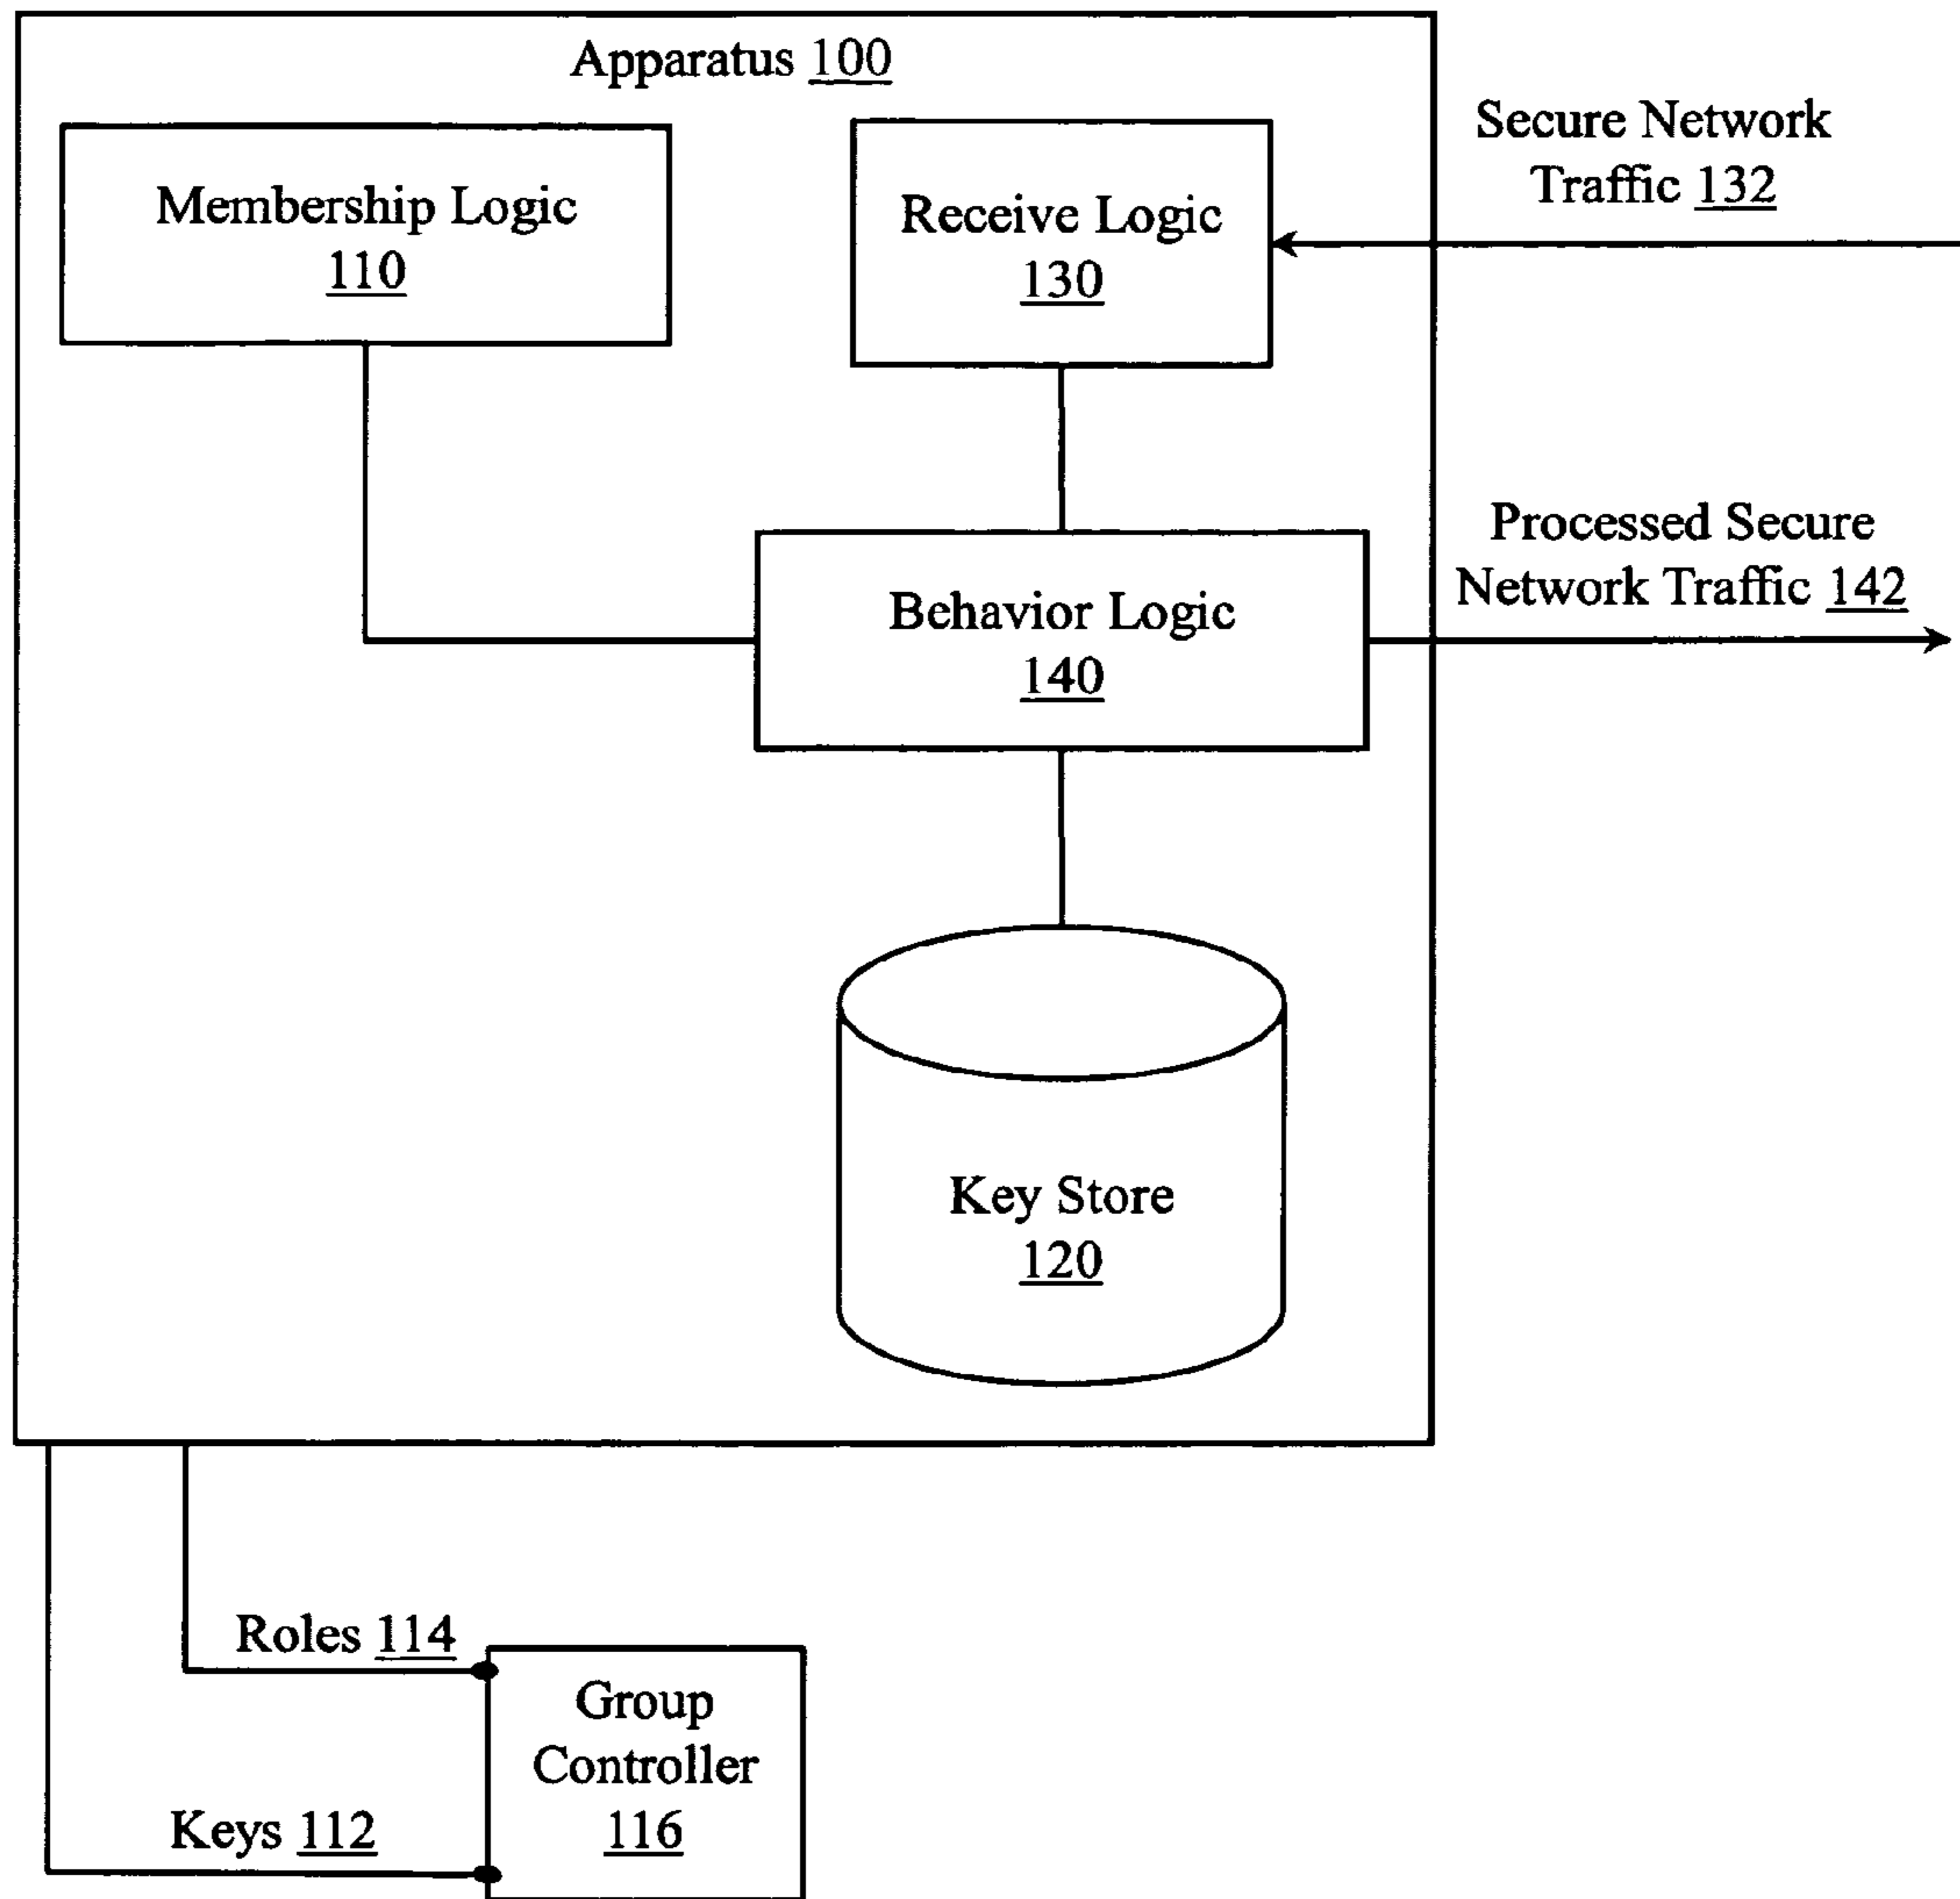 Apparatus 100
Membership Logic
110
Receive Logic
130
Secure Network
Traffic 132
Behavior Logic
140
Processed Secure
Network Traffic 142
Key Store
120
Roles 114
Group
Controller
116
Keys 112